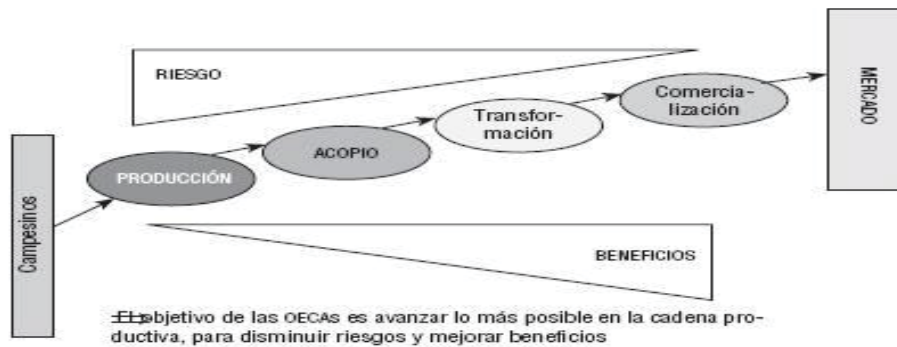 RIESGO
MERCADO
Comercia-
lización
Transfor-
mación
ACOPIO
PRODUCCIÓN
Campesinos
BENEFICIOS
El objetivo de las OECAs es avanzar lo más posible en la cadena pro-
ductiva, para disminuir riesgos y mejorar beneficios